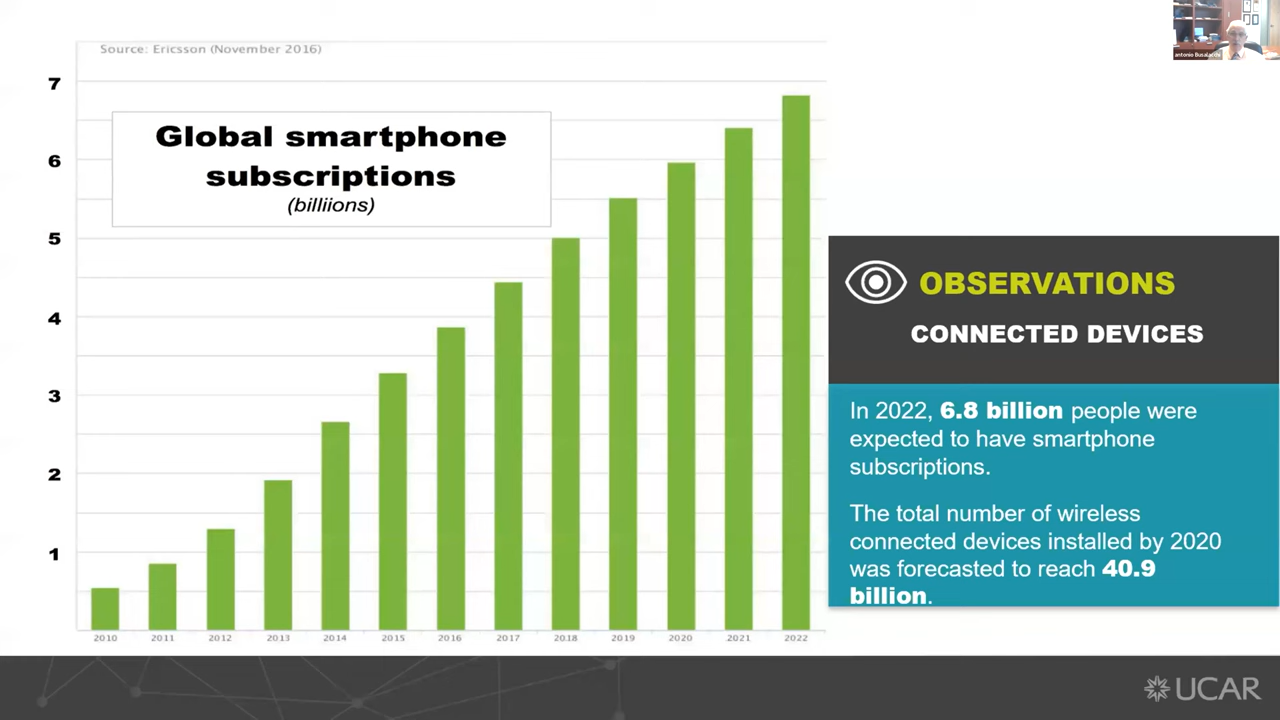 Source: Ericsson (November 2016)
Global smartphone
subscriptions
(billiions)
7
6
5
4
3
2
1
2010 2011 2012 2013 2014 2015 2016 2017 2018 2019 2020 2021 2022
antonio Busalacchi
OBSERVATIONS
CONNECTED DEVICES
In 2022, 6.8 billion people were
expected to have smartphone
subscriptions.
The total number of wireless
connected devices installed by 2020
was forecasted to reach 40.9
billion.
UCAR